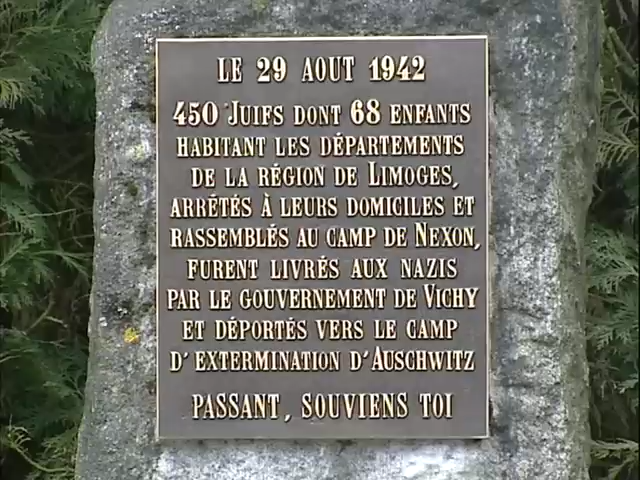 LE 29 AOUT 1942
450 JUIFS DONT 68 ENFANTS
HABITANT LES DÉPARTEMENTS
DE LA RÉGION DE LIMOGES,
ARRÊTÉS À LEURS DOMICILES ET
RASSEMBLÉS AU CAMP DE NEXON,
FURENT LIVRÉS AUX NAZIS
PAR LE GOUVERNEMENT DE VICHY
ET DÉPORTÉS VERS LE CAMP
D'EXTERMINATION D'AUSCHWITZ
PASSANT, SOUVIENS TOI